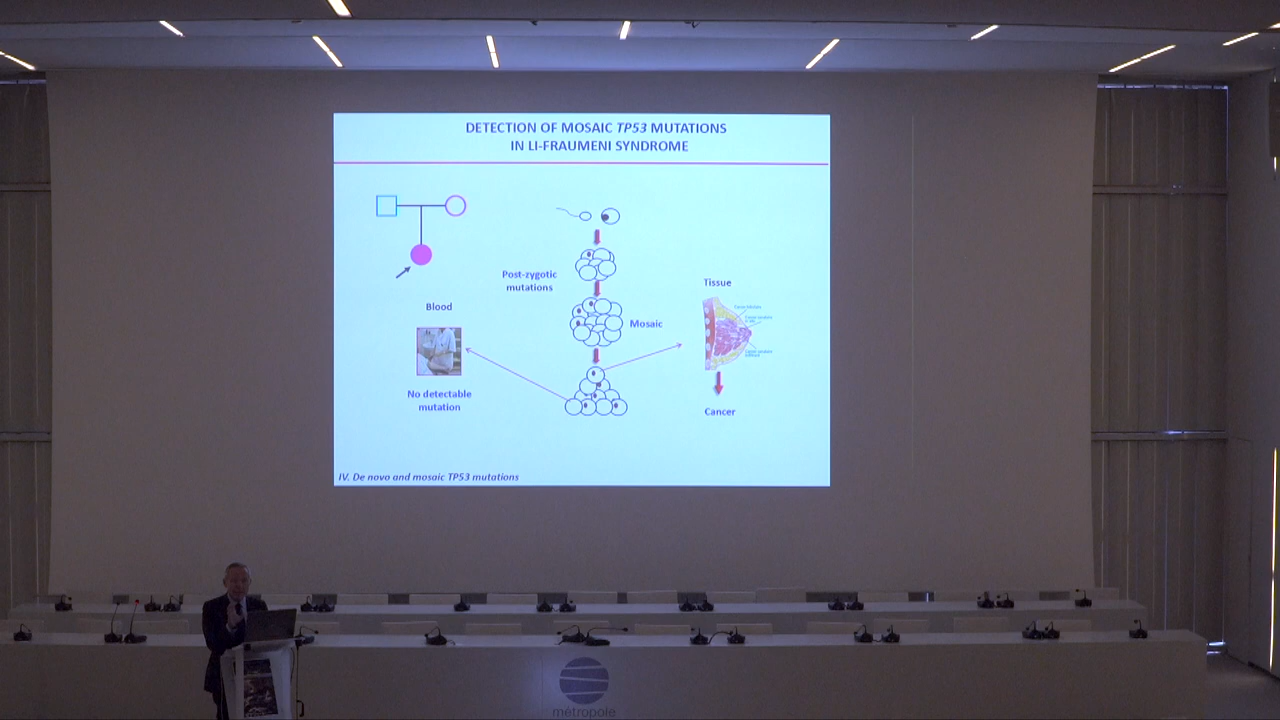 DETECTION OF MOSAIC TP53 MUTATIONS
IN LI-FRAUMENI SYNDROME
Post-zygotic
mutations
Tissue
Blood
Mosaic
No detectable
mutation
Cancer
IV. De novo and mosaic TP53 mutations
métropole